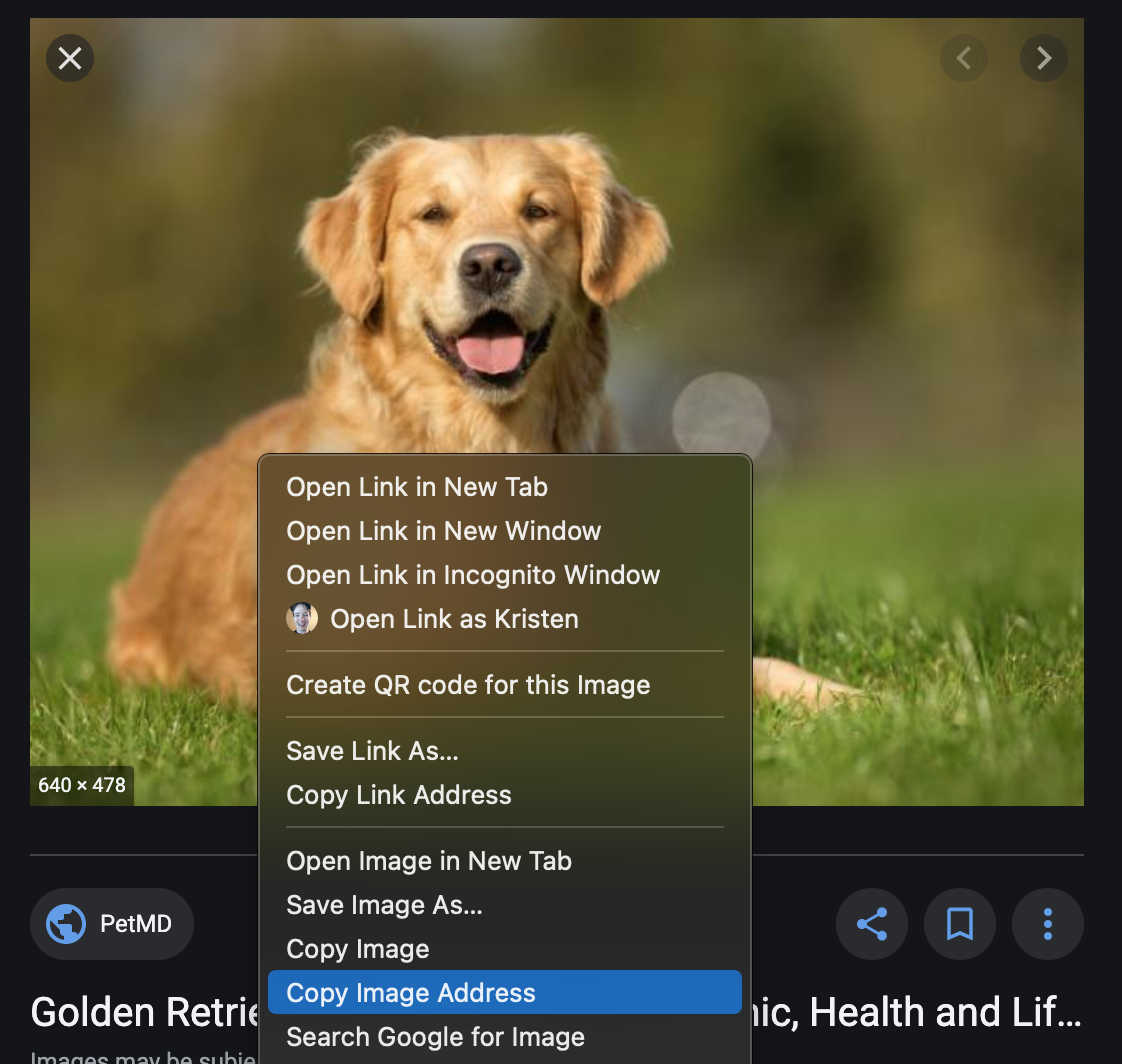 Open Link in New Tab
Open Link in New Window
Open Link in Incognito Window
Open Link as Kristen
Create QR code for this Image
Save Link As...
Copy Link Address
640 × 478
Open Image in New Tab
Save Image As...
PetMD
Copy Image
Copy Image Address
Golden Retrie
Health and Lif...
Search Google for Image
Images may be subje